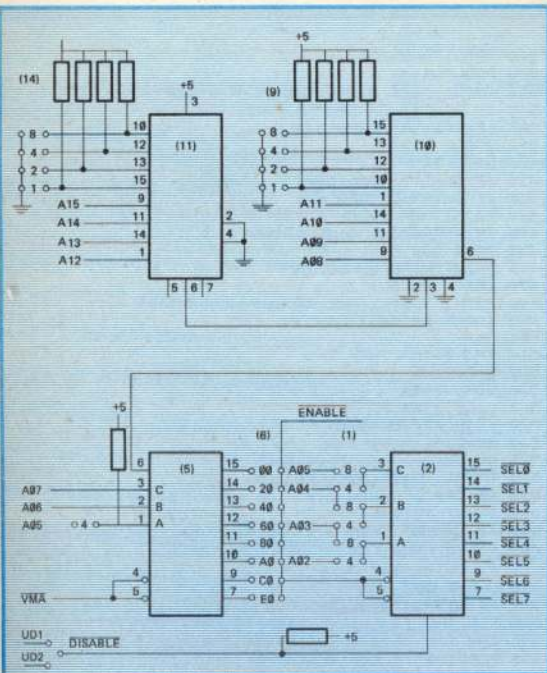 +5
+5
(14)
(9)
+5
3
8
10
(11)
8
15
(10)
4
12
4
13
2
13
2
12
1
15
1
10
A15
9
A11
1
A14
11
2
A10
14
A13
14
4
A09
11
6
A12
1
A08
9
5
6
7
2
3
4
+5
ENABLE
(6)
(1)
6
(5)
15
00
A05
8
3
C
(2)
15
SEL0
A07
3
C
14
20
A04
4
14
SEL1
A06
2
B
13
40
8
2
B
13
SEL2
A05
4
1
A
12
60
A03
4
12
SEL3
11
80
8
1
A
11
SEL4
10
A0
A02
4
10
SEL5
4
9
C0
4
9
SEL6
VMA
5
7
E0
5
7
SEL7
UD1
DISABLE
+5
UD2